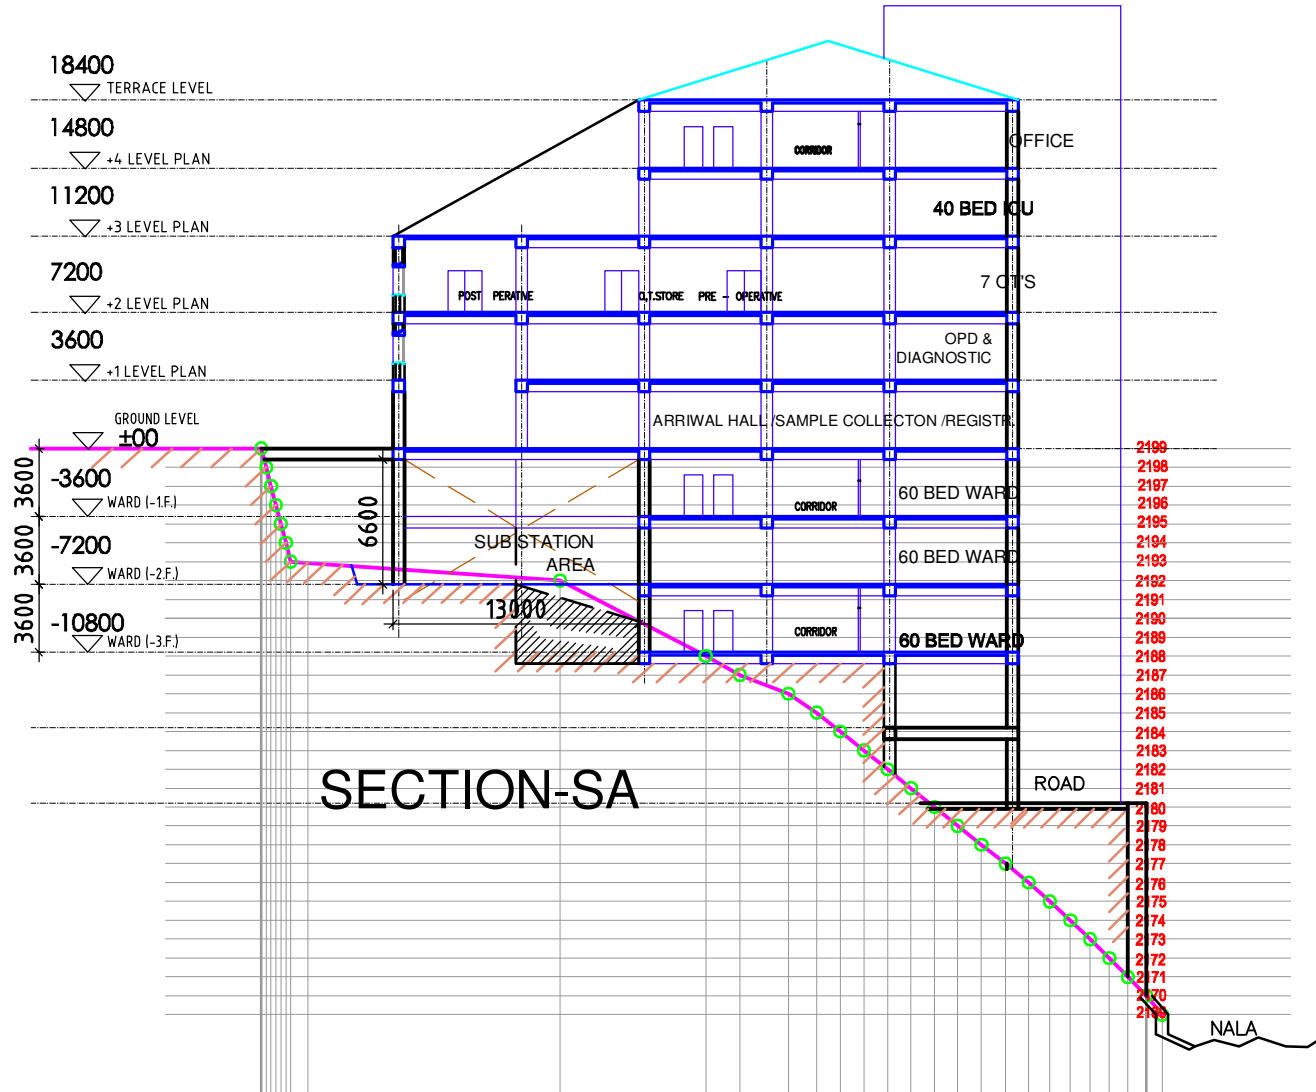 18400
TERRACE LEVEL
14800
+4 LEVEL PLAN
CORRIDOR
OFFICE
11200
+3 LEVEL PLAN
40 BED ICU
7200
+2 LEVEL PLAN
POST PERATIVE
O,T.STORE PRE - OPERATIVE
7 OT'S
3600
+1 LEVEL PLAN
OPD &
DIAGNOSTIC
GROUND LEVEL
±00
ARRIWAL HALL /SAMPLE COLLECTON /REGISTR.
-3600
WARD (-1.F.)
3600
CORRIDOR
60 BED WARD
6600
-7200
WARD (-2.F.)
3600
SUB STATION
AREA
60 BED WARD
13000
-10800
WARD (-3.F.)
3600
CORRIDOR
60 BED WARD
2199
2198
2197
2196
2195
2194
2193
2192
2191
2190
2189
2188
2187
2186
2185
2184
2183
2182
2181
2180
2179
2178
2177
2176
2175
2174
2173
2172
2171
2170
2169
SECTION-SA
ROAD
NALA